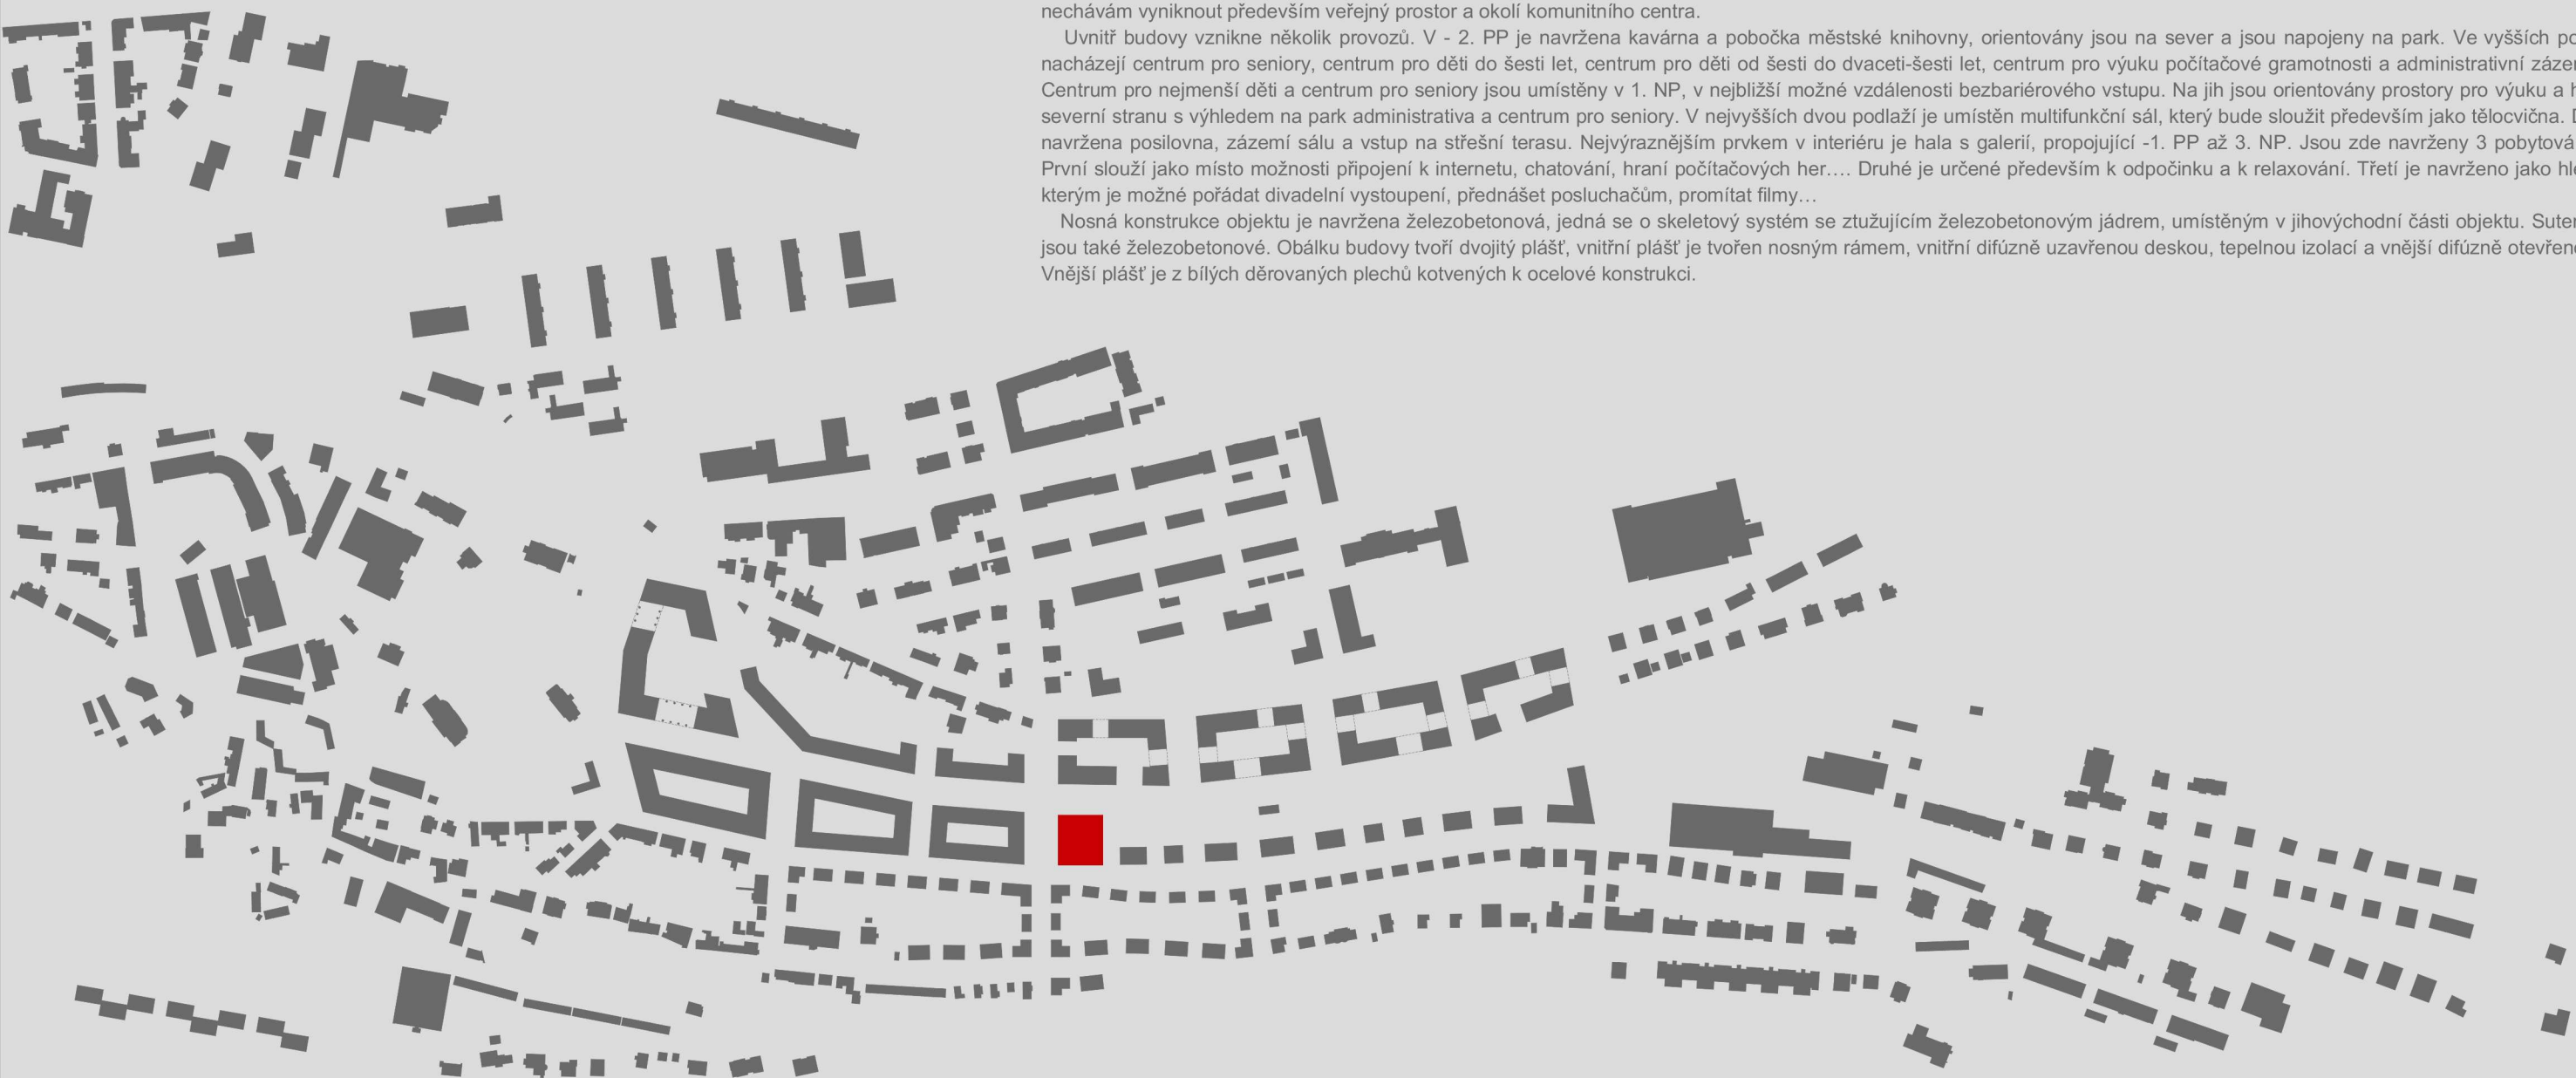 nechávám vyniknout především veřejný prostor a okolí komunitního centra.
Uvnitř budovy vznikne několik provozů. V - 2. PP je navržena kavárna a pobočka městské knihovny, orientovány jsou na sever a jsou napojeny na park. Ve vyšších
nacházejí centrum pro seniory, centrum pro děti do šesti let, centrum pro děti od šesti do dvaceti-šesti let, centrum pro výuku počítačové gramotnosti a administrativní
Centrum pro nejmenší děti a centrum pro seniory jsou umístěny v 1. NP, v nejbližší možné vzdálenosti bezbariérového vstupu. Na jih jsou orientovány prostory pro výuku a
severní stranu s výhledem na park administrativa a centrum pro seniory. V nejvyšších dvou podlaží je umístěn multifunkční sál, který bude sloužit především jako tělocvična.
navržena posilovna, zázemí sálu a vstup na střešní terasu. Nejvýraznějším prvkem v interiéru je hala s galerií, propojující -1. PP až 3. NP. Jsou zde navrženy 3 pobytová
První slouží jako místo možnosti připojení k internetu, chatování, hraní počítačových her…. Druhé je určené především k odpočinku a k relaxování. Třetí je navrženo jako
kterým je možné pořádat divadelní vystoupení, přednášet posluchačům, promítat filmy…
Nosná konstrukce objektu je navržena železobetonová, jedná se o skeletový systém se ztužujícím železobetonovým jádrem, umístěným v jihovýchodní části objektu.
jsou také železobetonové. Obálku budovy tvoří dvojitý plášť, vnitřní plášť je tvořen nosným rámem, vnitřní difúzně uzavřenou deskou, tepelnou izolací a vnější difúzně
Vnější plášť je z bílých děrovaných plechů kotvených k ocelové konstrukci.